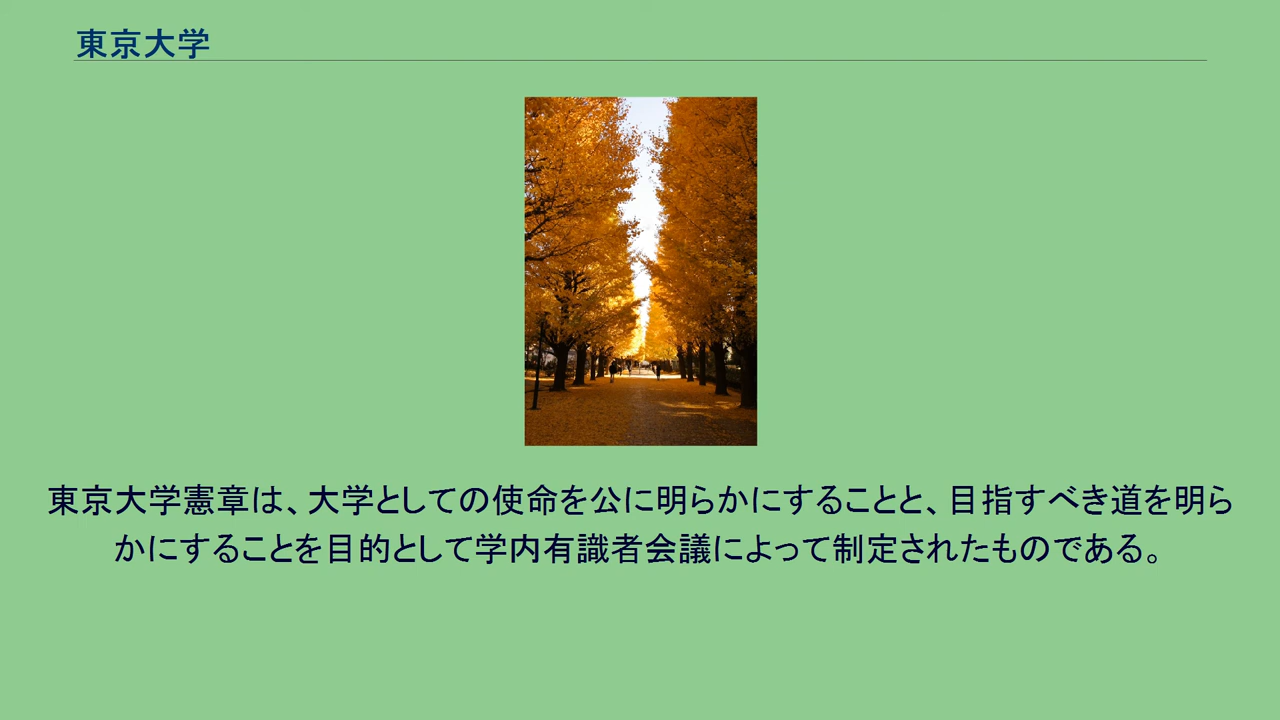 東京大学
東京大学憲章は、大学としての使命を公に明らかにすることと、目指すべき道を明ら
かにすることを目的として学内有識者会議によって制定されたものである。